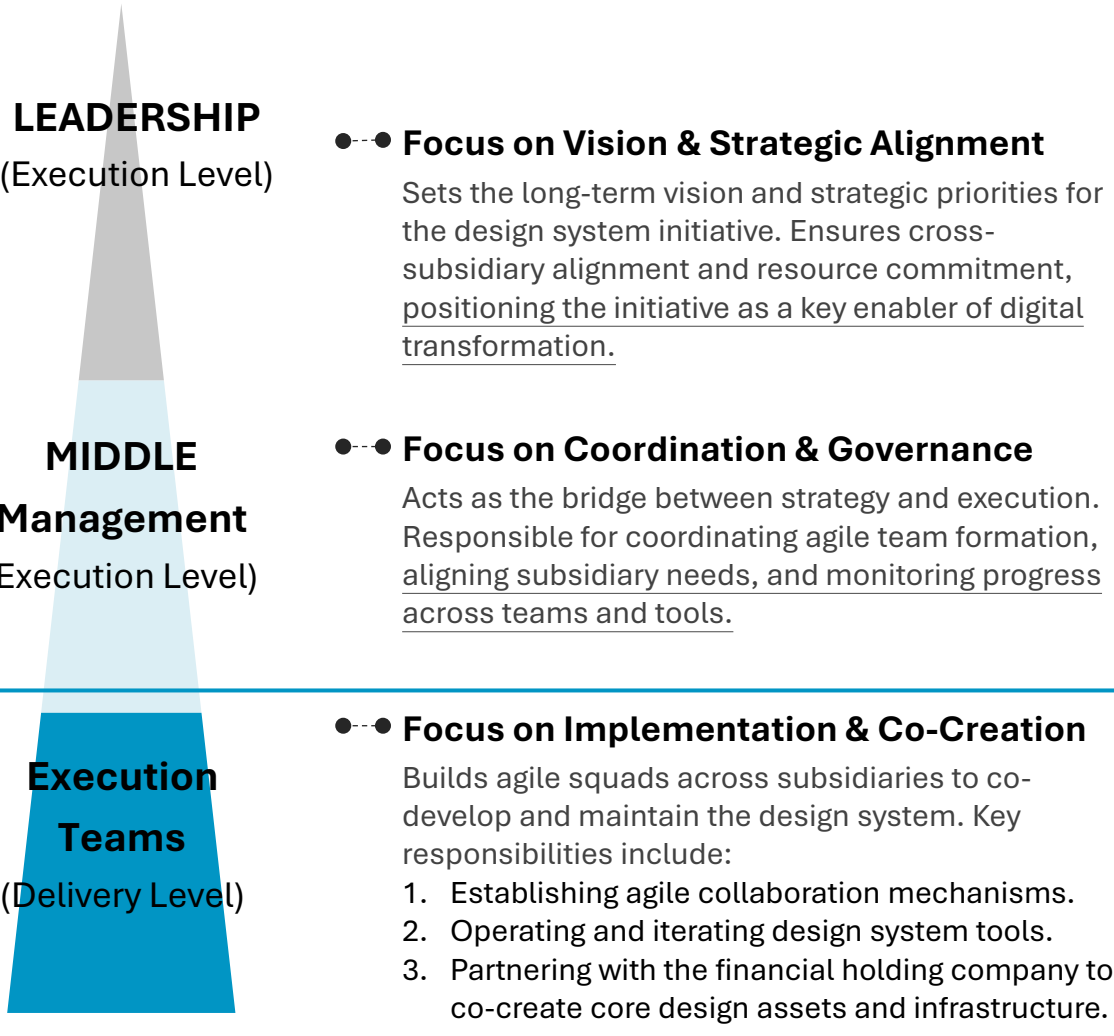 LEADERSHIP
(Execution Level)
Focus on Vision & Strategic Alignment
Sets the long-term vision and strategic priorities for
the design system initiative. Ensures cross-
subsidiary alignment and resource commitment,
positioning the initiative as a key enabler of digital
transformation.
MIDDLE
Management
Execution Level)
Focus on Coordination & Governance
Acts as the bridge between strategy and execution.
Responsible for coordinating agile team formation,
aligning subsidiary needs, and monitoring progress
across teams and tools.
Execution
Teams
(Delivery Level)
Focus on Implementation & Co-Creation
Builds agile squads across subsidiaries to co-
develop and maintain the design system. Key
responsibilities include:
1. Establishing agile collaboration mechanisms.
2. Operating and iterating design system tools.
3. Partnering with the financial holding company to
co-create core design assets and infrastructure.